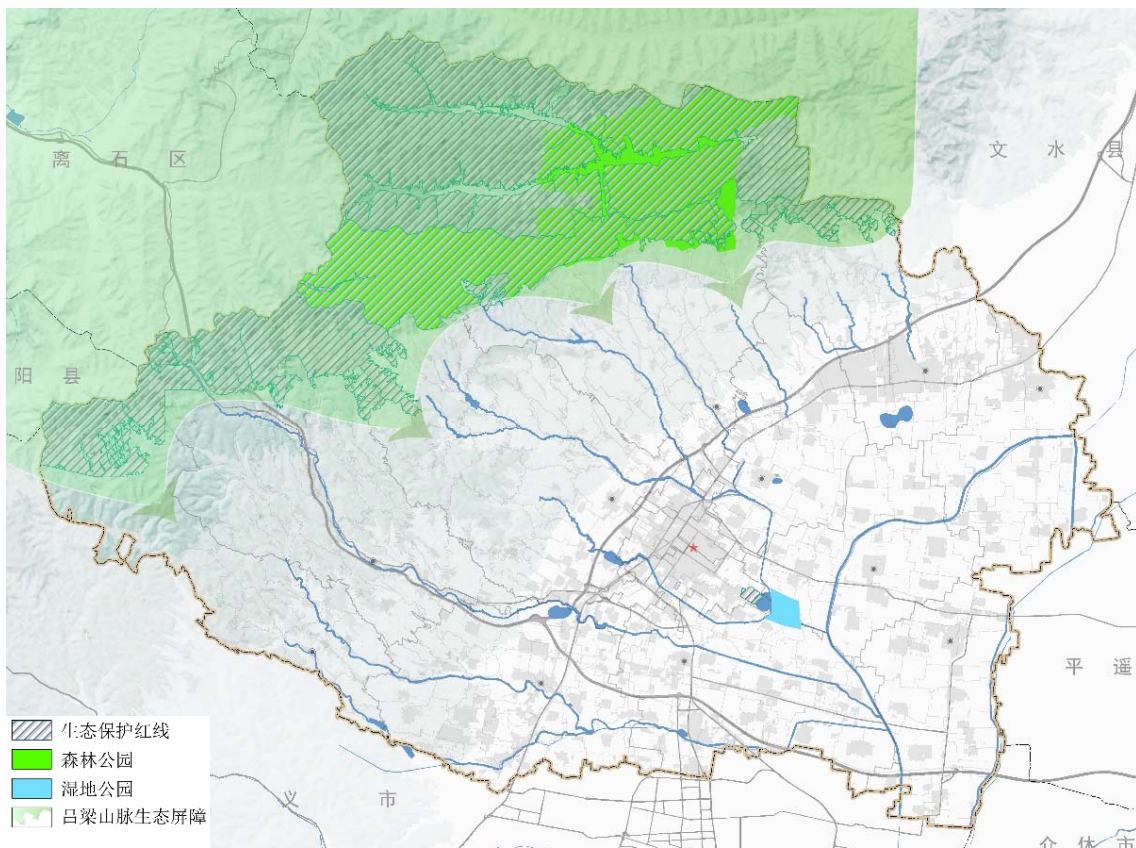 离石区
文水县
阳县
平遥
义市
介休市
生态保护红线
森林公园
湿地公园
吕梁山脉生态屏障